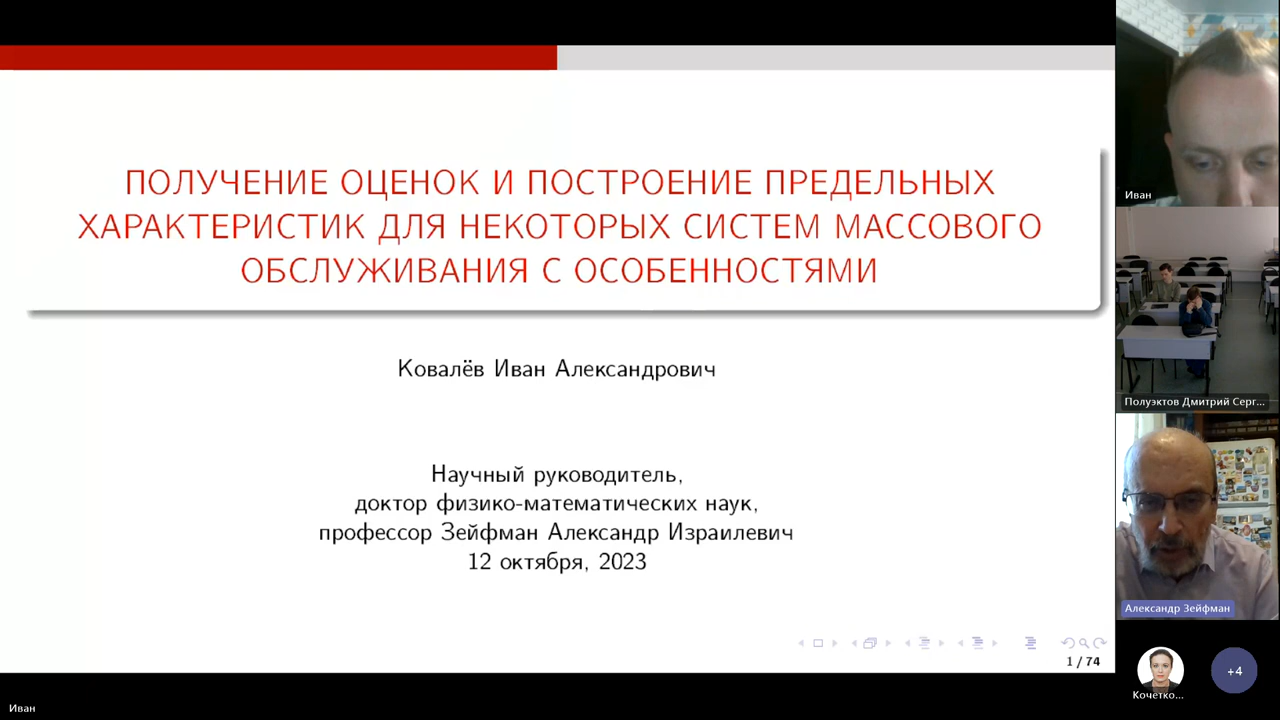 ПОЛУЧЕНИЕ ОЦЕНОК И ПОСТРОЕНИЕ ПРЕДЕЛЬНЫХ
ХАРАКТЕРИСТИК ДЛЯ НЕКОТОРЫХ СИСТЕМ МАССОВОГО
ОБСЛУЖИВАНИЯ С ОСОБЕННОСТЯМИ
Ковалёв Иван Александрович
Научный руководитель,
доктор физико-математических наук,
профессор Зейфман Александр Израилевич
12 октября, 2023
1 / 74
Иван
Иван
Полуэктов Дмитрий Серг...
Александр Зейфман
Кочетко...
+4